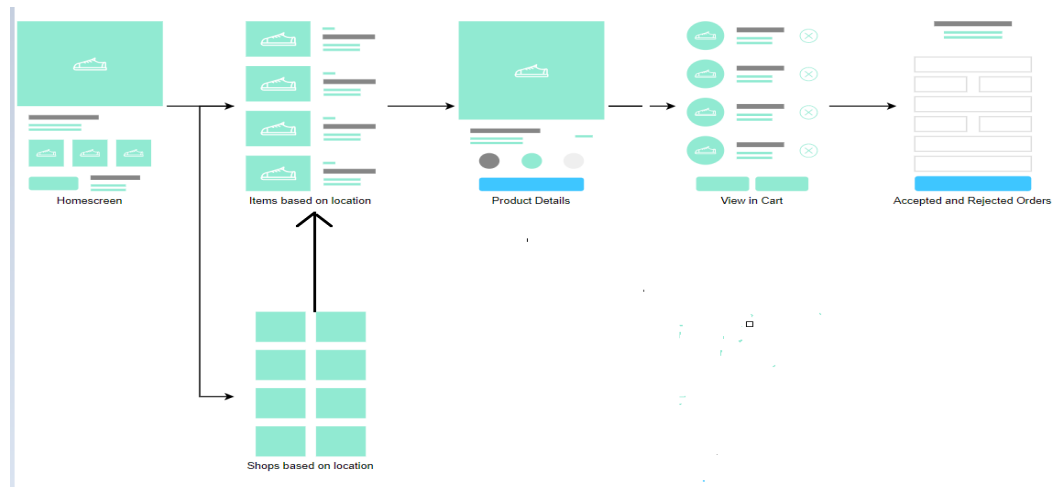 Homescreen
Items based on location
Product Details
View in Cart
Accepted and Rejected Orders
Shops based on location